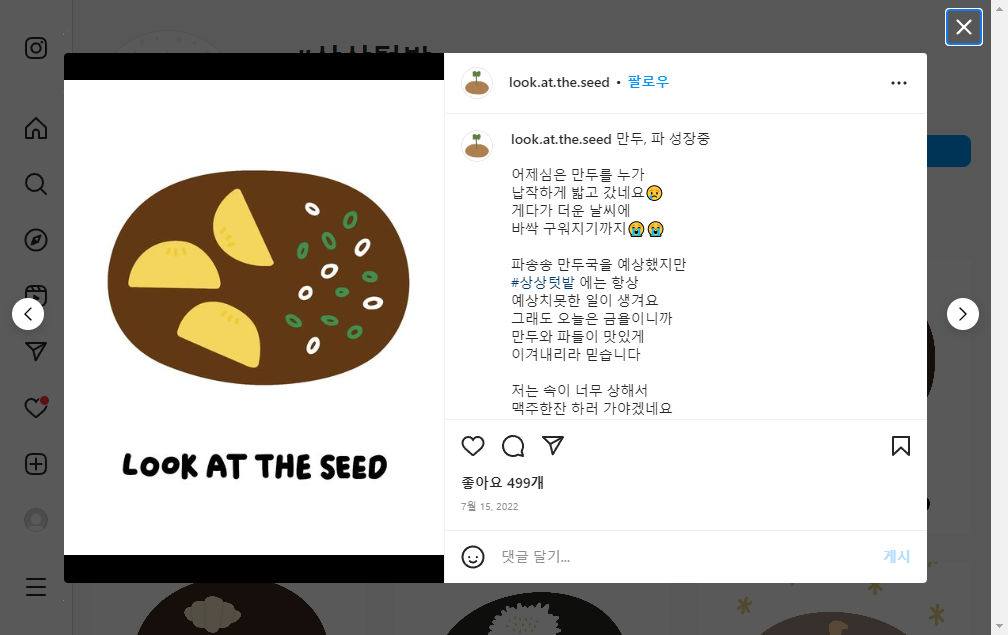 look.at.the.seed • 팔로우
look.at.the.seed 만두, 파 성장중
어제심은 만두를 누가
납작하게 밟고 갔네요😢
게다가 더운 날씨에
바싹 구워지기까지😭😭
파송송 만두국을 예상했지만
#상상텃밭 에는 항상
예상치못한 일이 생겨요
그래도 오늘은 금욜이니까
만두와 파들이 맛있게
이겨내리라 믿습니다
저는 속이 너무 상해서
맥주한잔 하러 가야겠네요
LOOK AT THE SEED
좋아요 499개
7월 15, 2022
댓글 달기...
게시